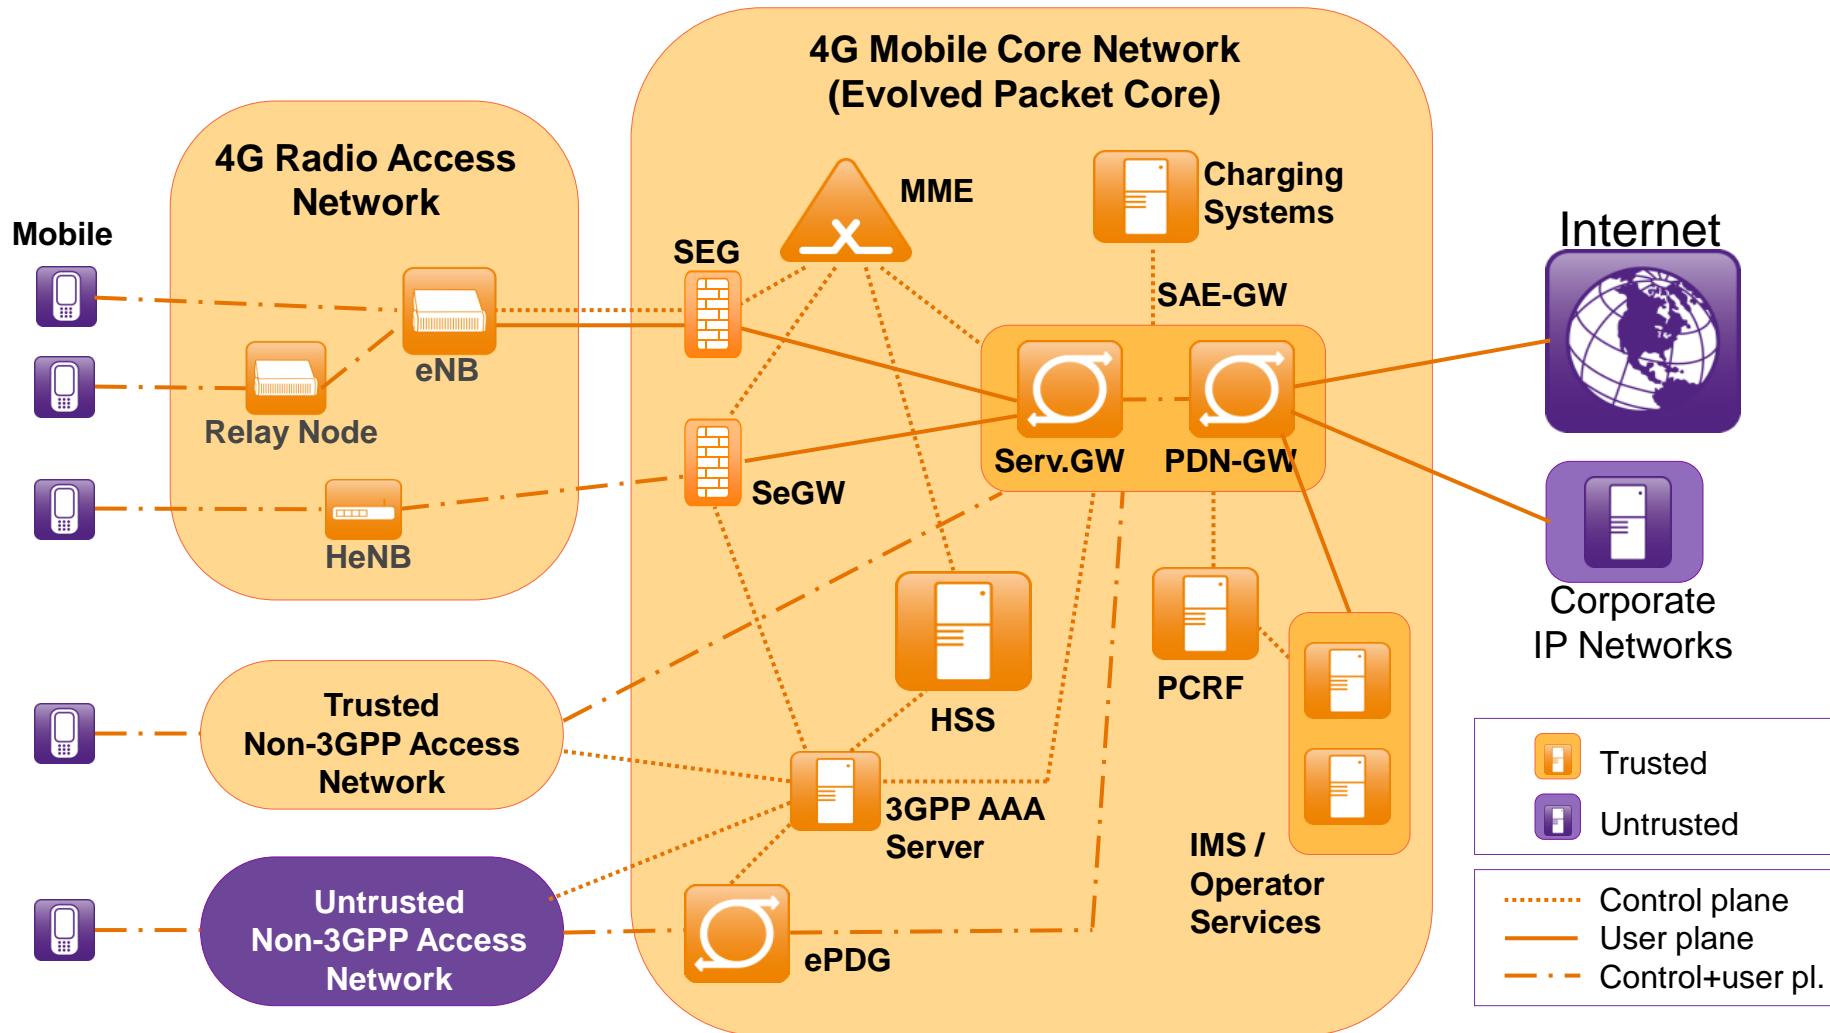 4G Mobile Core Network
(Evolved Packet Core)
4G Radio Access
Network
MME
Charging
Systems
Internet
Mobile
SEG
SAE-GW
eNB
Relay Node
Serv.GW
PDN-GW
SeGW
HeNB
Corporate
IP Networks
Trusted
Non-3GPP Access
Network
HSS
PCRF
Trusted
Untrusted
3GPP AAA
Server
IMS /
Operator
Services
Untrusted
Non-3GPP Access
Network
ePDG
Control plane
User plane
Control+user pl.